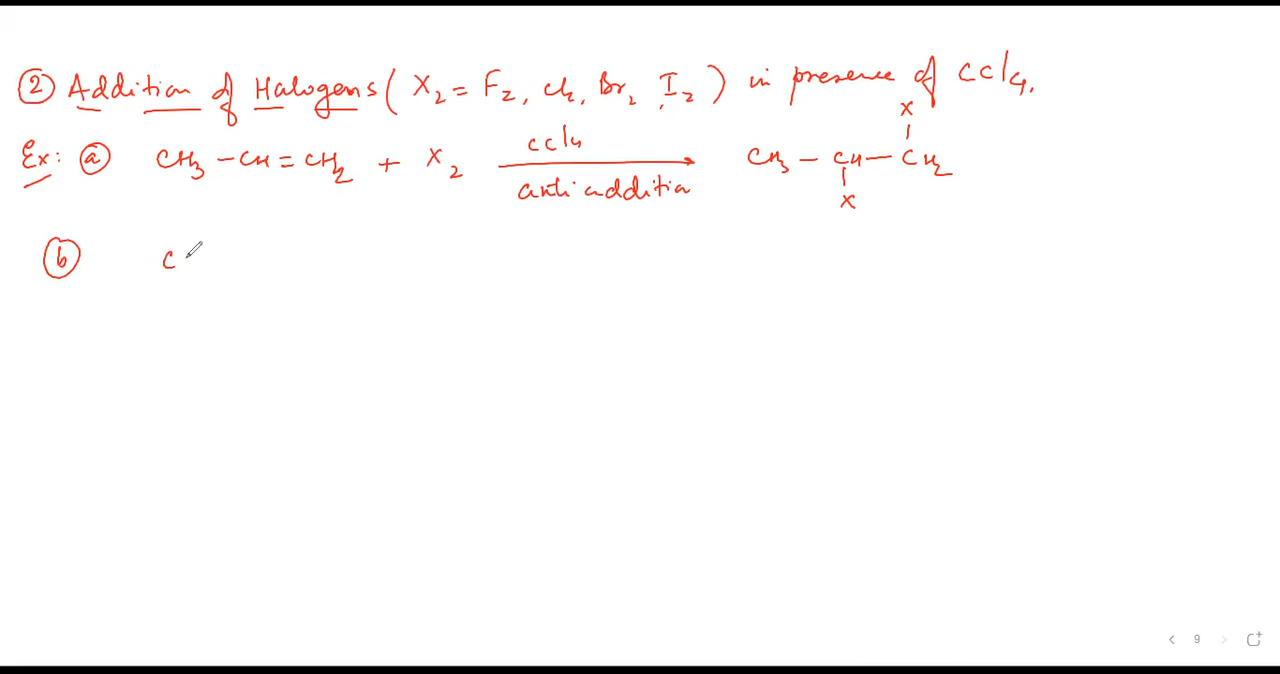 ② Addition of Halogens ( X₂ = F₂, Cl₂, Br₂, I₂ ) in presence of CCl₄.
Ex: ⓐ CH₃ – CH = CH₂ + X₂ —CCl₄ / anti addition→ CH₃ – CH(X) – CH₂(X)
ⓑ C
9